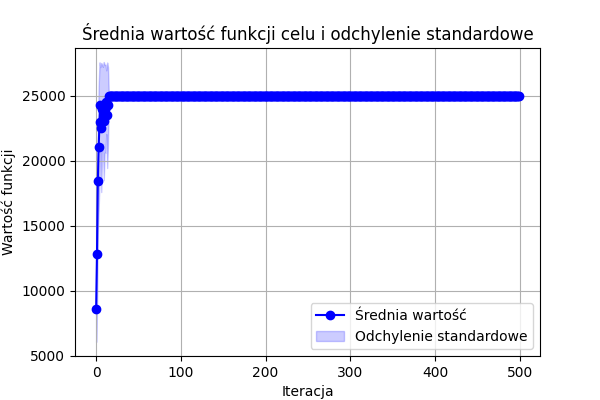 Średnia wartość funkcji celu i odchylenie standardowe
Wartość funkcji
25000
20000
15000
10000
5000
0 100 200 300 400 500
Iteracja
Średnia wartość
Odchylenie standardowe